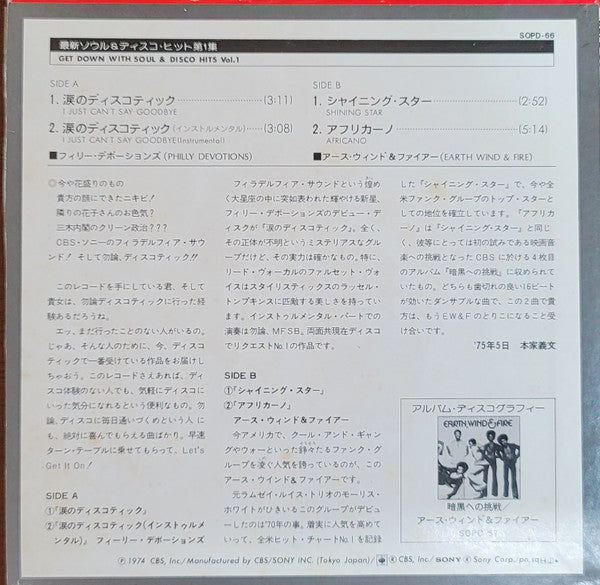 SOPD-66
最新ソウル&ディスコ・ヒット第1集
GET DOWN WITH SOUL & DISCO HITS Vol.1
SIDE A
1. 涙のディスコティック……(3:11)
I JUST CAN'T SAY GOODBYE
2. 涙のディスコティック(インストルメンタル)……(3:08)
I JUST CAN'T SAY GOODBYE(Instrumental)
■フィリー・デボーションズ(PHILLY DEVOTIONS)
SIDE B
1. シャイニング・スター……(2:52)
SHINING STAR
2. アフリカーノ……(5:14)
AFRICANO
■アース・ウィンド&ファイアー(EARTH WIND & FIRE)
◎今や花盛りのもの
貴方の顔にできたニキビ!
隣りの花子さんのお色気?
三木内閣のクリーン政治???
CBS・ソニーのフィラデルフィア・サウ
ンド! そして勿論、ディスコティック!!
このレコードを手にしている君、そして
貴女は、勿論ディスコティックに行った経
験あるだろうね。
エッ、まだ行ったことのない人がいるの。
じゃあ、そんな人のために、今、ディスコ
ティックで一番受けている作品をお届けし
ちゃおう。このレコードさえあれば、ディ
スコ体験のない人でも、気軽にディスコに
いった気分になれるという便利なもの。勿
論、ディスコに毎日通いづめという人に
も、絶対に喜んでもらえる曲ばかり。早速
ターン・テーブルに乗せてもらって、Let's
Get It On!
SIDE A
①「涙のディスコティック」
②「涙のディスコティック(インストゥルメ
ンタル)」 フィーリー・デボーションズ
フィラデルフィア・サウンドという煌め
く大星座の中に突如表われた輝やける新星、
フィリー・デボーションズのデビュー・デ
ィスクが「涙のディスコティック」。全く、
その正体が不明というミステリアスなグル
ープだけど、その実力は確かなもの。特に、
リード・ヴォーカルのファルセット・ヴォ
イスはスタイリスティックスのラッセル・
トンプキンスに匹敵する美しさを持ってい
ます。インストルメンタル・パートでの
演奏は勿論、M.F.S.B。両面共現在ディスコ
でリクエストNo.1の作品です。
SIDE B
①「シャイニング・スター」
②「アフリカーノ」
アース・ウィンド&ファイアー
今アメリカで、クール・アンド・ギャン
グやウォーといった錚々たるファンク・グ
ループを凌ぐ人気を誇っているのが、この
アース・ウィンド&ファイアーです。
元ラムゼイ・ルイス・トリオのモーリス・
ホワイトがひきいるこのグループがデビュ
ーしたのは'70年の事。着実に人気を高めて
いって、全米ヒット・チャートNo.1を記録
した「シャイニング・スター」で、今や全
米ファンク・グループのトップ・スターと
しての地位を確立しています。「アフリカー
ノ」は「シャイニング・スター」と同じ
く、彼等にとっては初の試みである映画音
楽への挑戦となったCBSに於ける4枚目
のアルバム「暗黒への挑戦」に収められて
いたもの。どちらも歯切れの良い16ビート
が効いたダンサブルな曲で、この2曲で貴
方は、もうEW&Fのとりこになること受
け合いです。
'75年5月 本家義文
アルバム・ディスコグラフィー
EARTH, WIND & FIRE
暗黒への挑戦/
アース・ウィンド&ファイアー
SOPO 51
Ⓟ 1974 CBS, Inc./Manufactured by CBS/SONY INC. (Tokyo Japan)/ ® CBS, Inc./SONY ® Sony Corp.